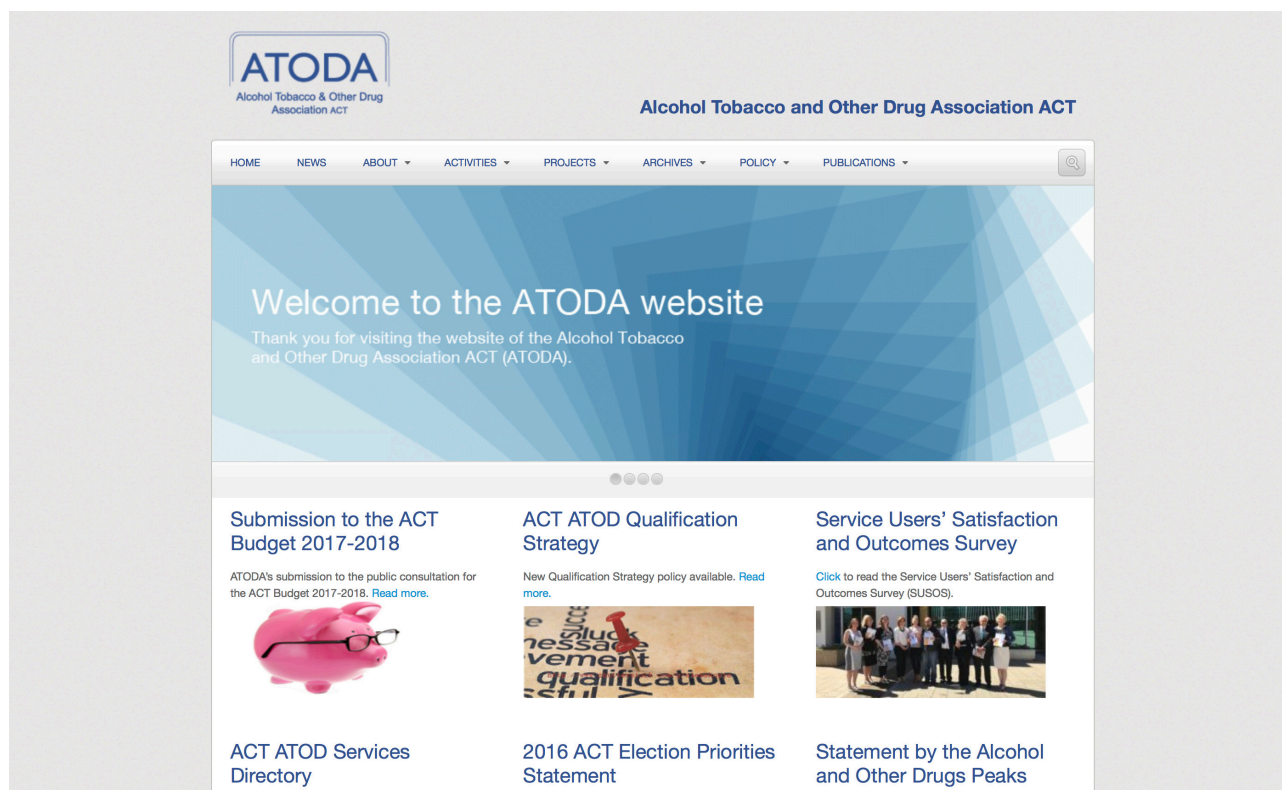 ATODA
Alcohol Tobacco & Other Drug
Association ACT
Alcohol Tobacco and Other Drug Association ACT
HOME NEWS ABOUT ACTIVITIES PROJECTS ARCHIVES POLICY PUBLICATIONS
Welcome to the ATODA website
Thank you for visiting the website of the Alcohol Tobacco
and Other Drug Association ACT (ATODA).
Submission to the ACT
Budget 2017-2018
ATODA's submission to the public consultation for
the ACT Budget 2017-2018. Read more.
ACT ATOD Qualification
Strategy
New Qualification Strategy policy available. Read
more.
e succe
luck
nessage
vement
qualification
ssful
Service Users’ Satisfaction
and Outcomes Survey
Click to read the Service Users' Satisfaction and
Outcomes Survey (SUSOS).
ACT ATOD Services
Directory
2016 ACT Election Priorities
Statement
Statement by the Alcohol
and Other Drugs Peaks